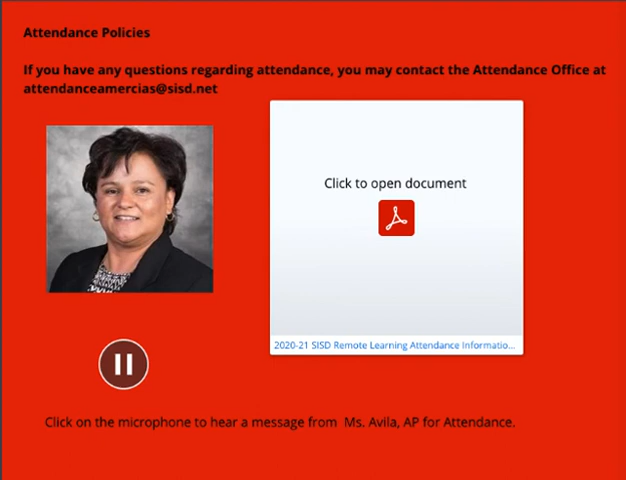 Attendance Policies
If you have any questions regarding attendance, you may contact the Attendance Office at
attendanceamercias@sisd.net
Click to open document
2020-21 SISD Remote Learning Attendance Informatio...
Click on the microphone to hear a message from  Ms. Avila, AP for Attendance.